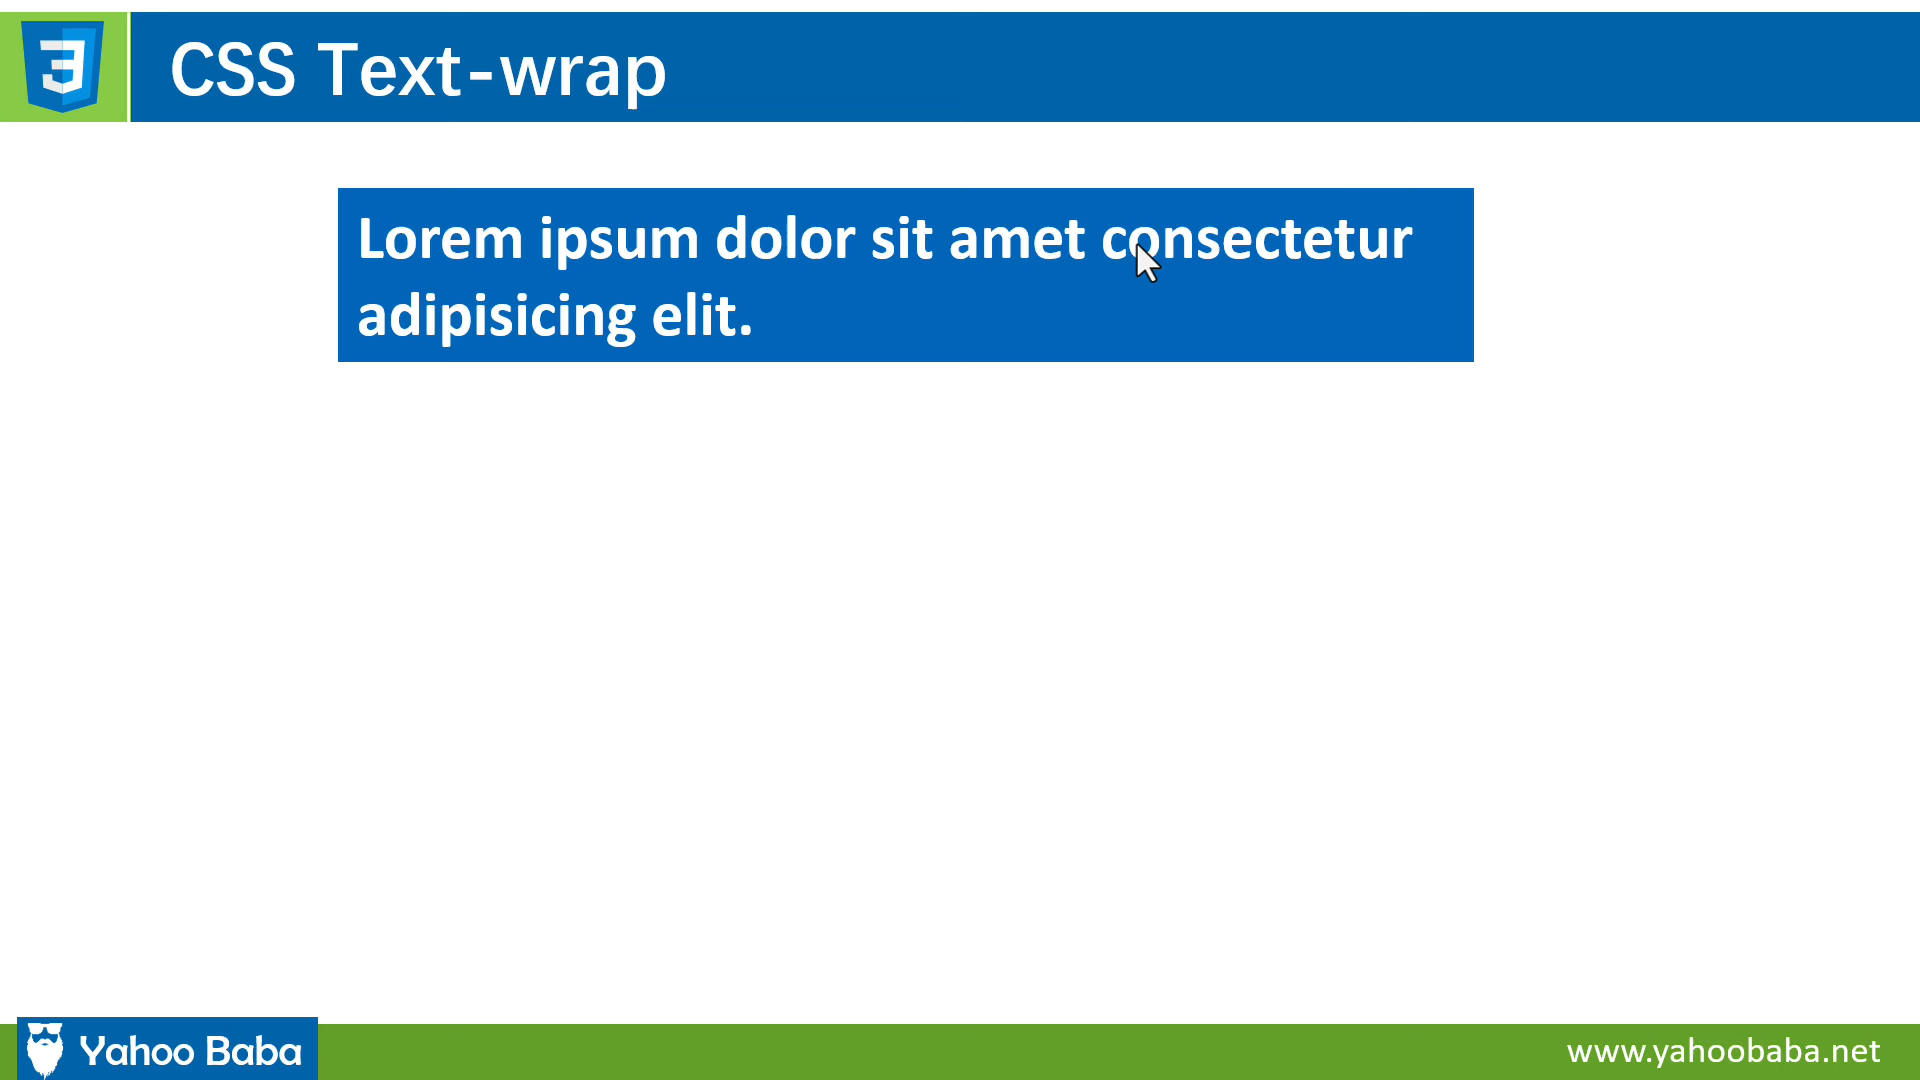 CSS Text-wrap
Lorem ipsum dolor sit amet consectetur
adipisicing elit.
Yahoo Baba
www.yahoobaba.net